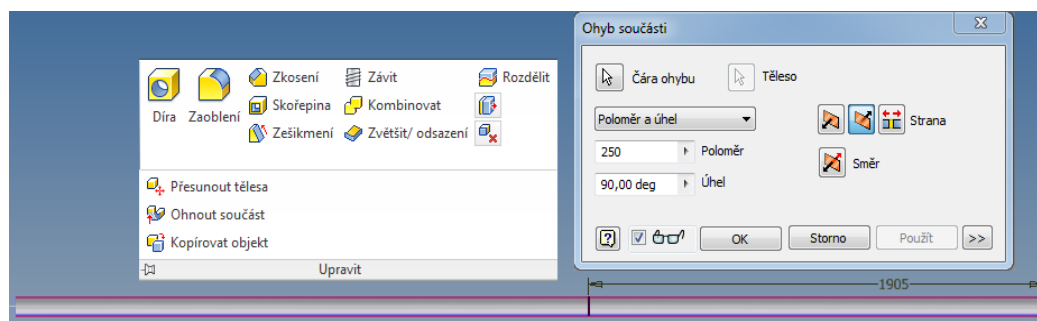 Díra
Zaoblení
Zkosení
Skořepina
Zešikmení
Závit
Kombinovat
Zvětšit/ odsazení
Rozdělit
Přesunout tělesa
Ohnout součást
Kopírovat objekt
Upravit
Ohyb součásti
Čára ohybu
Těleso
Poloměr a úhel
Strana
250
Poloměr
Směr
90,00 deg
Úhel
OK
Storno
Použít
>>
1905